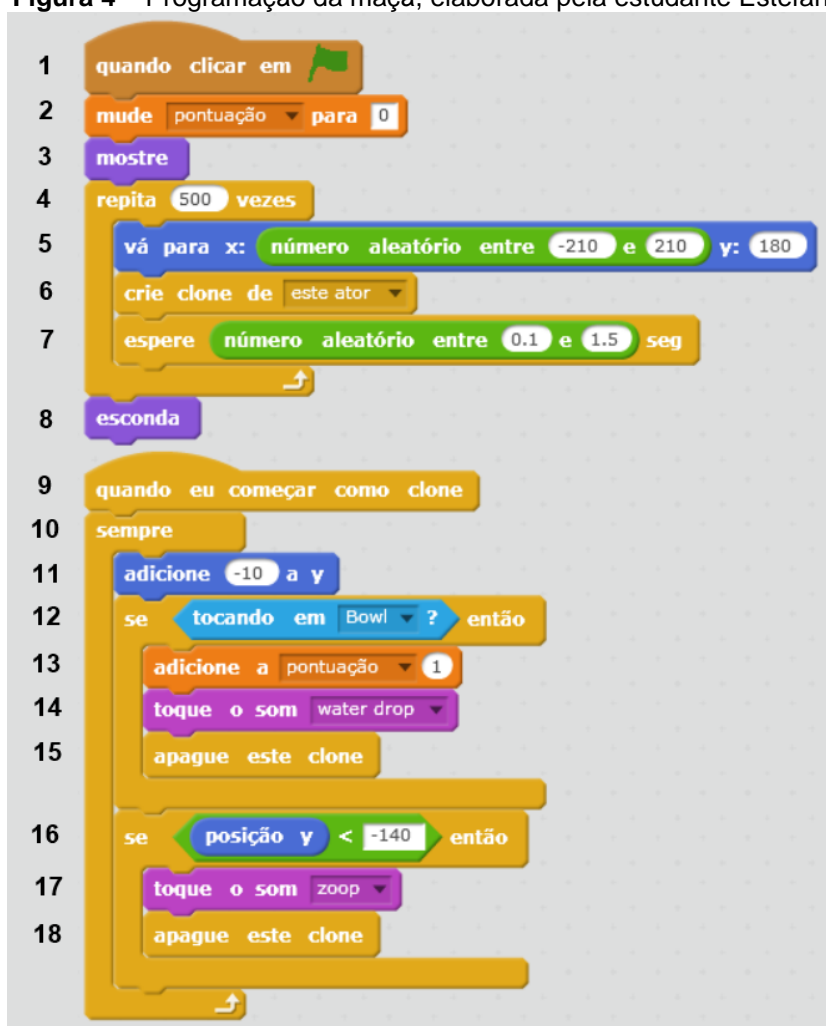 Figura 4 – Programação da maçã, elaborada pela estudante
1 quando clicar em
2 mude pontuação para 0
3 mostre
4 repita 500 vezes
5 vá para x: número aleatório entre -210 e 210 y: 180
6 crie clone de este ator
7 espere número aleatório entre 0.1 e 1.5 seg
8 esconda
9 quando eu começar como clone
10 sempre
11 adicione -10 a y
12 se tocando em Bowl ? então
13 adicione a pontuação 1
14 toque o som water drop
15 apague este clone
16 se posição y < -140 então
17 toque o som zoop
18 apague este clone